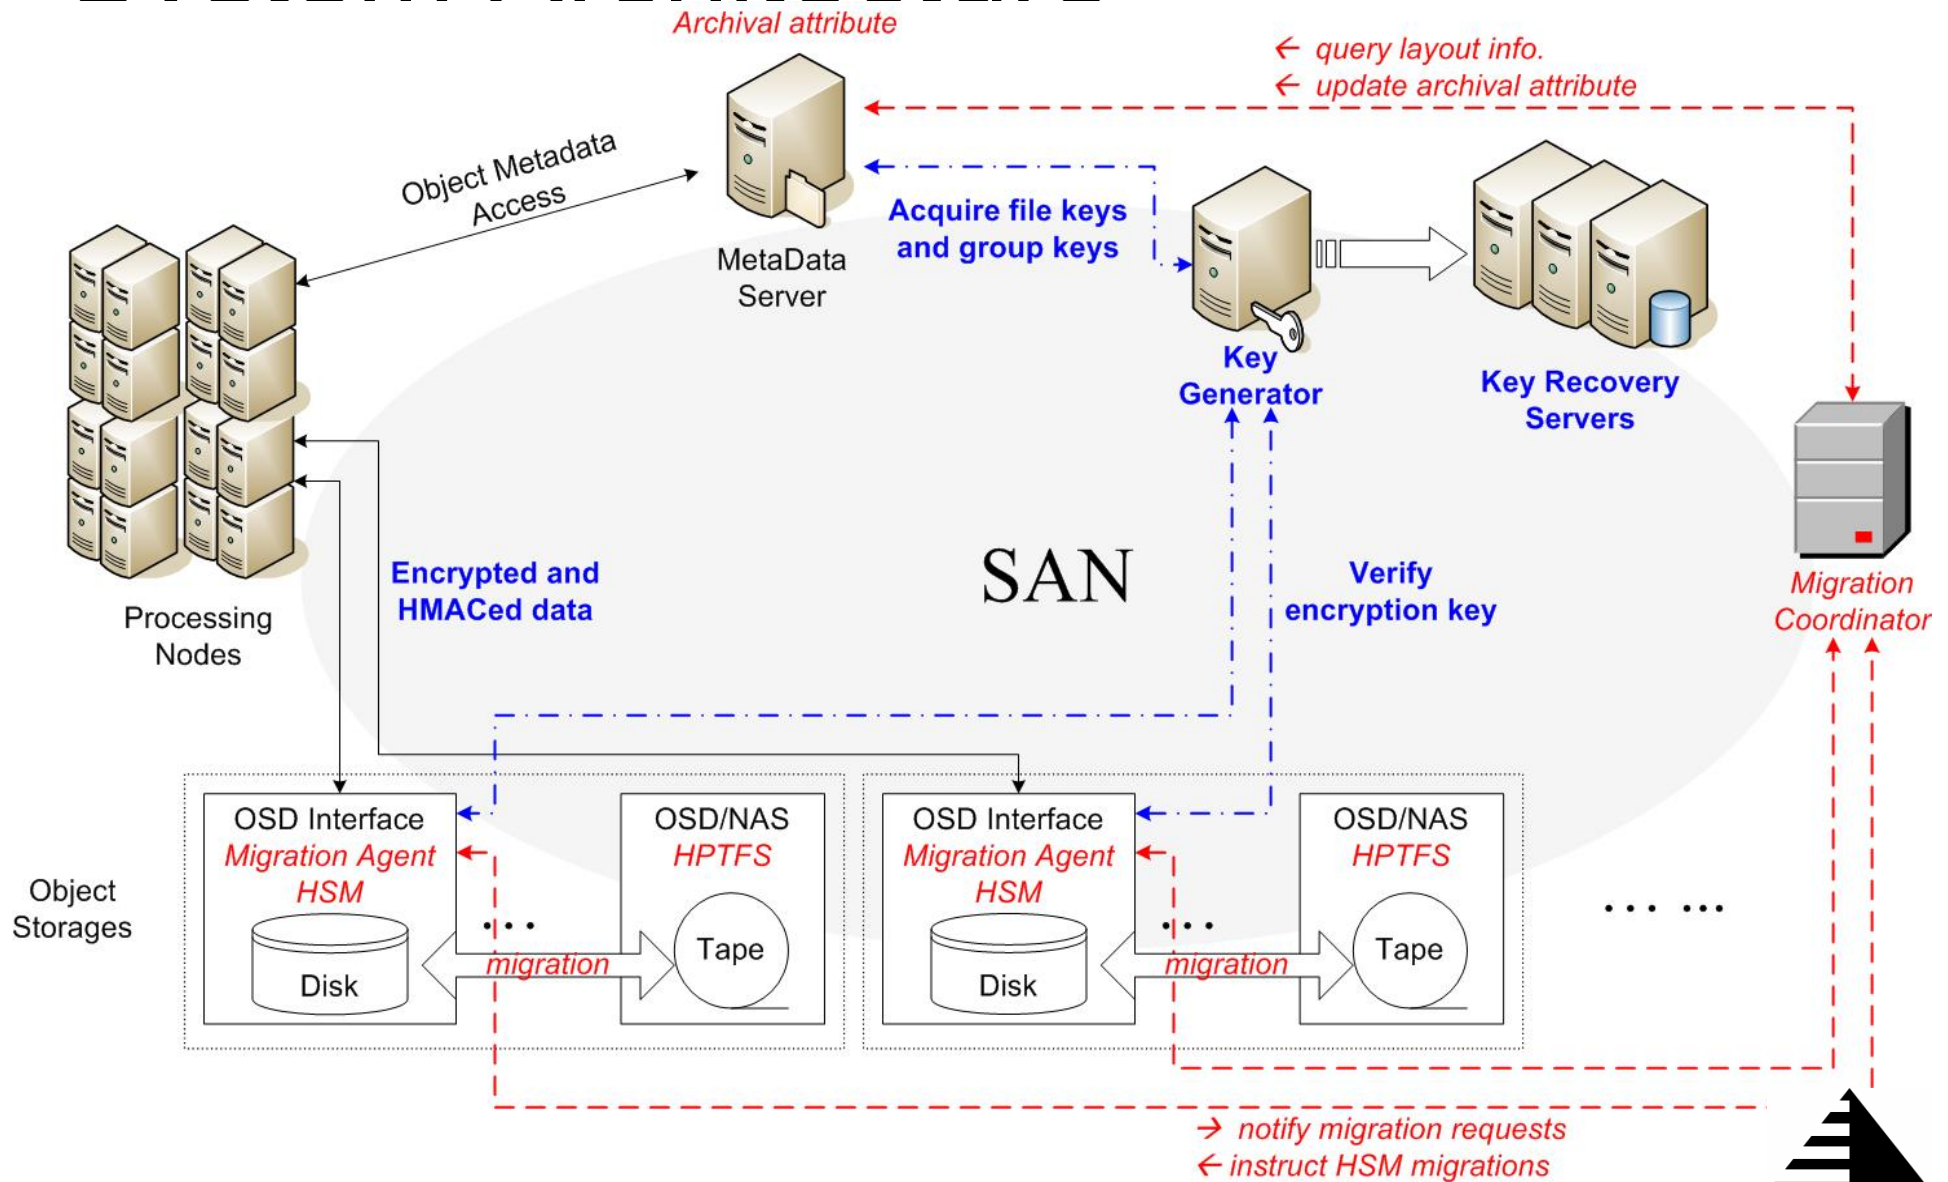 Archival attribute
← query layout info.
← update archival attribute
Object Metadata
Access
Acquire file keys
and group keys
MetaData
Server
Key
Generator
Key Recovery
Servers
Encrypted and
HMACed data
SAN
Verify
encryption key
Migration
Coordinator
Processing
Nodes
OSD Interface
Migration Agent
HSM
OSD/NAS
HPTFS
OSD Interface
Migration Agent
HSM
OSD/NAS
HPTFS
Object
Storages
...
...
... ...
Disk
migration
Tape
Disk
migration
Tape
→ notify migration requests
← instruct HSM migrations